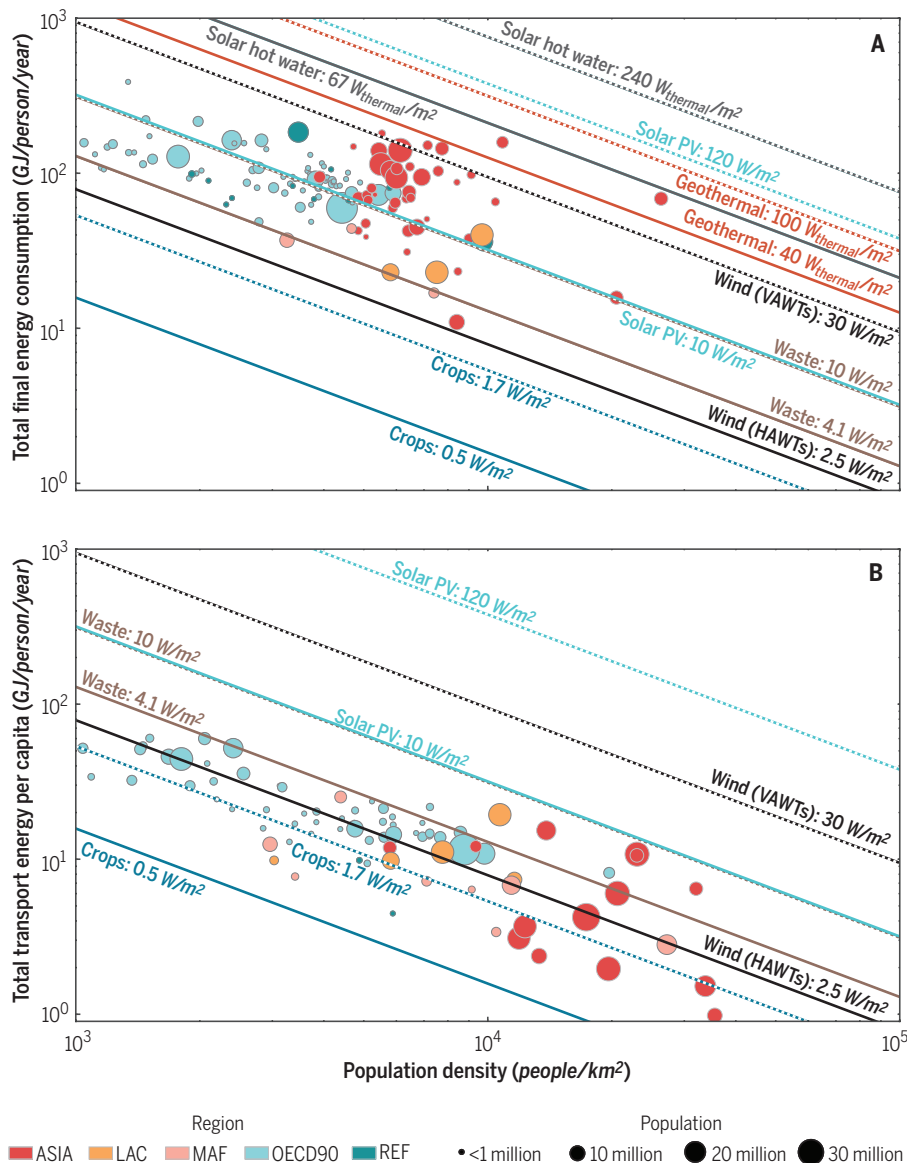 A
Total final energy consumption (GJ/person/year)
10³
10²
10¹
10⁰
Solar hot water: 240 Wthermal/m²
Solar hot water: 67 Wthermal/m²
Solar PV: 120 W/m²
Geothermal: 100 Wthermal/m²
Geothermal: 40 Wthermal/m²
Wind (VAWTs): 30 W/m²
Solar PV: 10 W/m²
Waste: 10 W/m²
Crops: 1.7 W/m²
Waste: 4.1 W/m²
Wind (HAWTs): 2.5 W/m²
Crops: 0.5 W/m²
B
Total transport energy per capita (GJ/person/year)
10³
10²
10¹
10⁰
Solar PV: 120 W/m²
Waste: 10 W/m²
Waste: 4.1 W/m²
Solar PV: 10 W/m²
Wind (VAWTs): 30 W/m²
Crops: 0.5 W/m²
Crops: 1.7 W/m²
Wind (HAWTs): 2.5 W/m²
10³
10⁴
10⁵
Population density (people/km²)
Region
ASIA
LAC
MAF
OECD90
REF
Population
<1 million
10 million
20 million
30 million